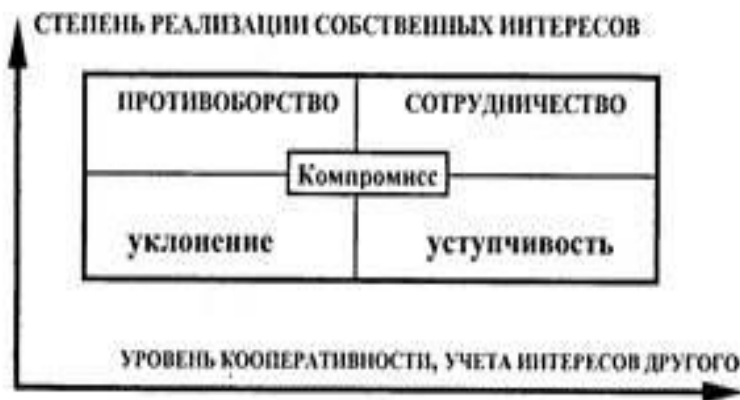 СТЕПЕНЬ РЕАЛИЗАЦИИ СОБСТВЕННЫХ ИНТЕРЕСОВ
ПРОТИВОБОРСТВО
СОТРУДНИЧЕСТВО
Компромисс
уклонение
уступчивость
УРОВЕНЬ КООПЕРАТИВНОСТИ, УЧЕТА ИНТЕРЕСОВ ДРУГОГО